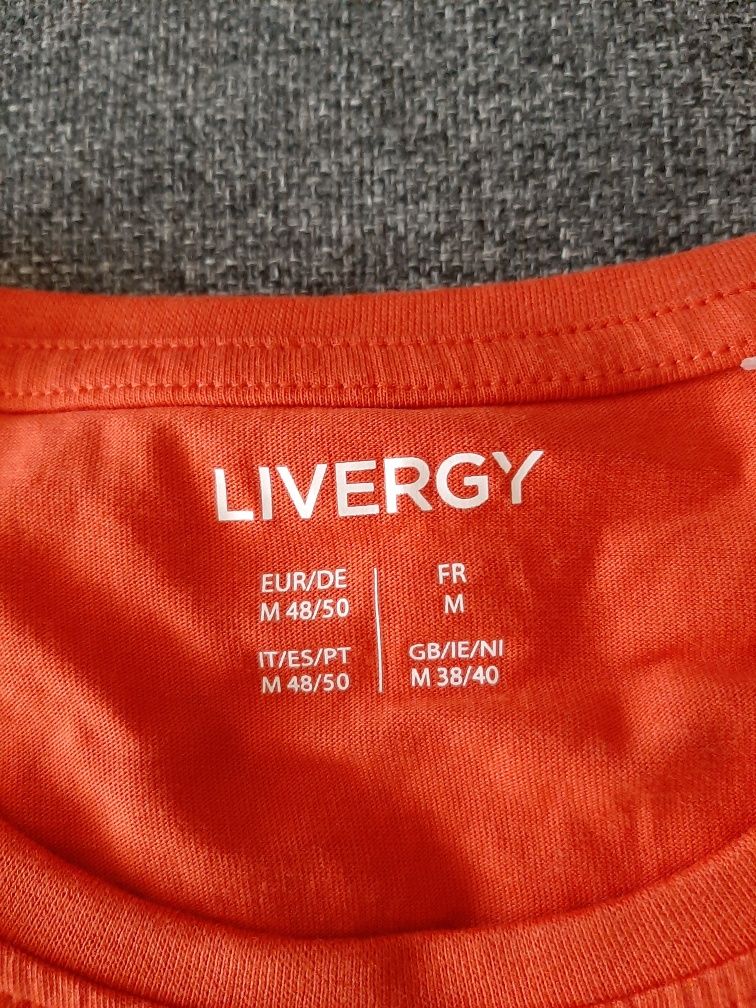 LIVERGY
EUR/DE
M 48/50
IT/ES/PT
M 48/50
FR
M
GB/IE/NI
M 38/40